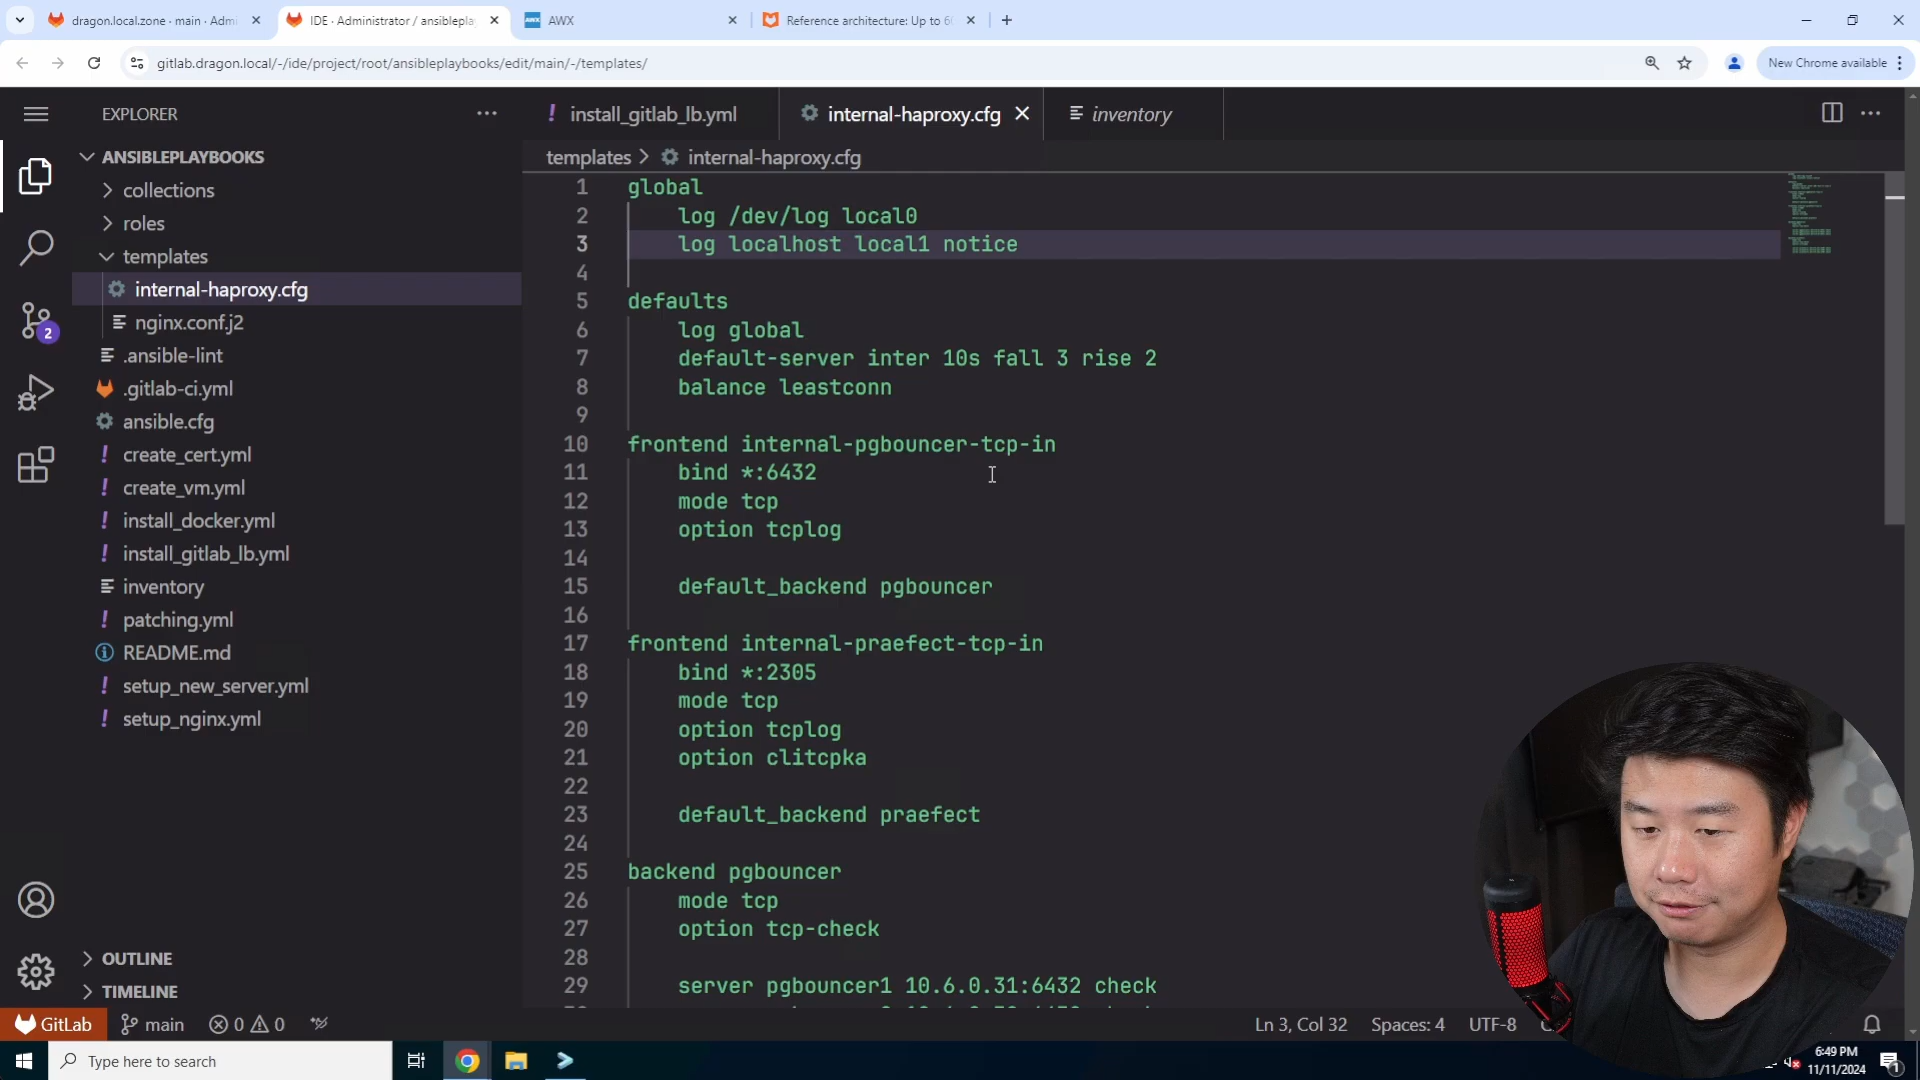 dragon.local.zone · main · Admi
IDE · Administrator / ansiblepla
AWX
Reference architecture: Up to 6
gitlab.dragon.local/-/ide/project/root/ansibleplaybooks/edit/main/-/templates/
New Chrome available
EXPLORER
ANSIBLEPLAYBOOKS
collections
roles
templates
internal-haproxy.cfg
nginx.conf.j2
.ansible-lint
.gitlab-ci.yml
ansible.cfg
create_cert.yml
create_vm.yml
install_docker.yml
install_gitlab_lb.yml
inventory
patching.yml
README.md
setup_new_server.yml
setup_nginx.yml
OUTLINE
TIMELINE
2
install_gitlab_lb.yml
internal-haproxy.cfg
inventory
templates > internal-haproxy.cfg
1 global
2 log /dev/log local0
3 log localhost local1 notice
4
5 defaults
6 log global
7 default-server inter 10s fall 3 rise 2
8 balance leastconn
9
10 frontend internal-pgbouncer-tcp-in
11 bind *:6432
12 mode tcp
13 option tcplog
14
15 default_backend pgbouncer
16
17 frontend internal-praefect-tcp-in
18 bind *:2305
19 mode tcp
20 option tcplog
21 option clitcpka
22
23 default_backend praefect
24
25 backend pgbouncer
26 mode tcp
27 option tcp-check
28
29 server pgbouncer1 10.6.0.31:6432 check
GitLab
main
0
0
Ln 3, Col 32
Spaces: 4
UTF-8
Type here to search
6:49 PM
11/11/2024
1